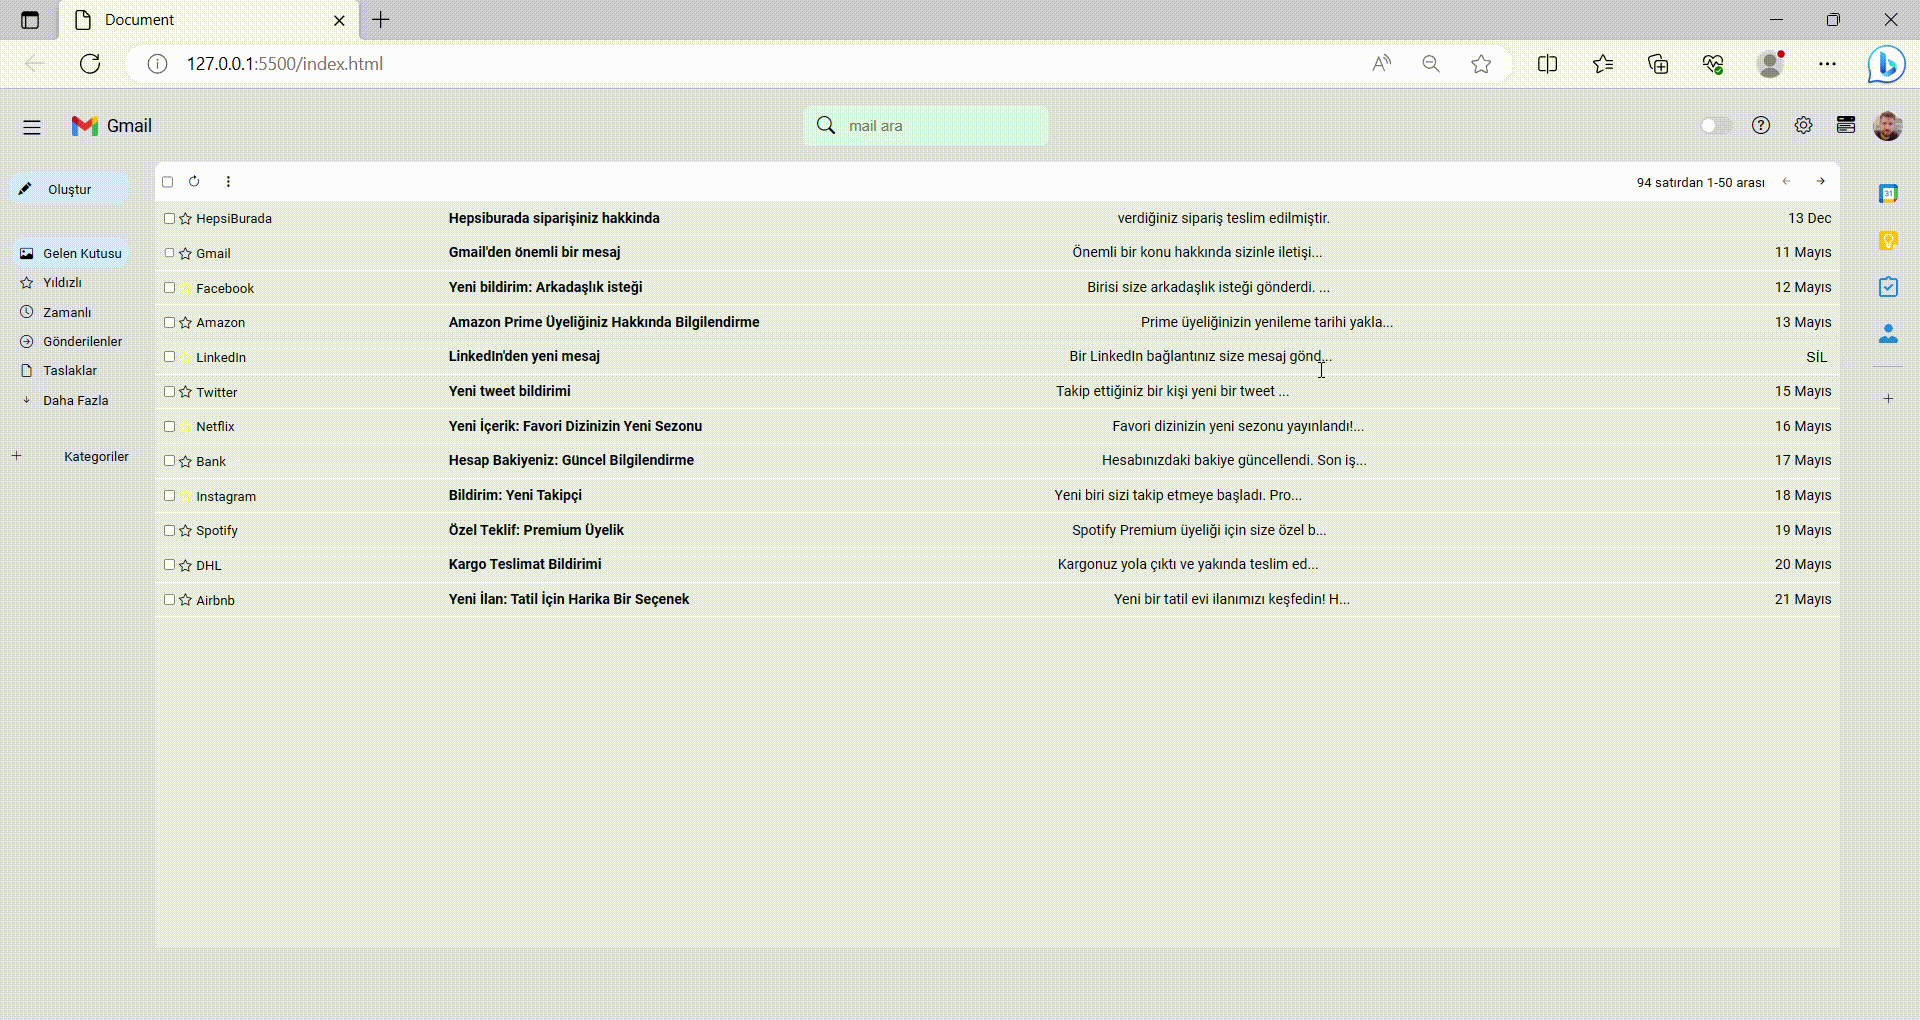 Document
127.0.0.1:5500/index.html
Gmail
mail ara
Oluştur
94 satırdan 1-50 arası
HepsiBurada Hepsiburada siparişiniz hakkinda verdiğiniz sipariş teslim edilmiştir. 13 Dec
Gelen Kutusu
Gmail Gmail'den önemli bir mesaj Önemli bir konu hakkında sizinle iletişi... 11 Mayıs
Yıldızlı
Facebook Yeni bildirim: Arkadaşlık isteği Birisi size arkadaşlık isteği gönderdi. ... 12 Mayıs
Zamanlı
Amazon Amazon Prime Üyeliğiniz Hakkında Bilgilendirme Prime üyeliğinizin yenileme tarihi yakla... 13 Mayıs
Gönderilenler
LinkedIn LinkedIn'den yeni mesaj Bir LinkedIn bağlantınız size mesaj gönd... SİL
Taslaklar
Twitter Yeni tweet bildirimi Takip ettiğiniz bir kişi yeni bir tweet ... 15 Mayıs
Daha Fazla
Netflix Yeni İçerik: Favori Dizinizin Yeni Sezonu Favori dizinizin yeni sezonu yayınlandı!... 16 Mayıs
Kategoriler
Bank Hesap Bakiyeniz: Güncel Bilgilendirme Hesabınızdaki bakiye güncellendi. Son iş... 17 Mayıs
Instagram Bildirim: Yeni Takipçi Yeni biri sizi takip etmeye başladı. Pro... 18 Mayıs
Spotify Özel Teklif: Premium Üyelik Spotify Premium üyeliği için size özel b... 19 Mayıs
DHL Kargo Teslimat Bildirimi Kargonuz yola çıktı ve yakında teslim ed... 20 Mayıs
Airbnb Yeni İlan: Tatil İçin Harika Bir Seçenek Yeni bir tatil evi ilanımızı keşfedin! H... 21 Mayıs
31